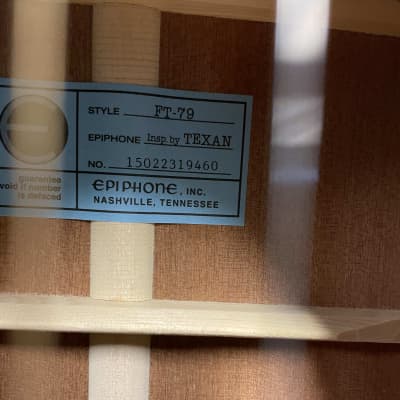 STYLE FT-79
EPIPHONE Insp. by TEXAN
NO. 15022319460
guarantee
void if number
is defaced
EPIPHONE, INC.
NASHVILLE, TENNESSEE